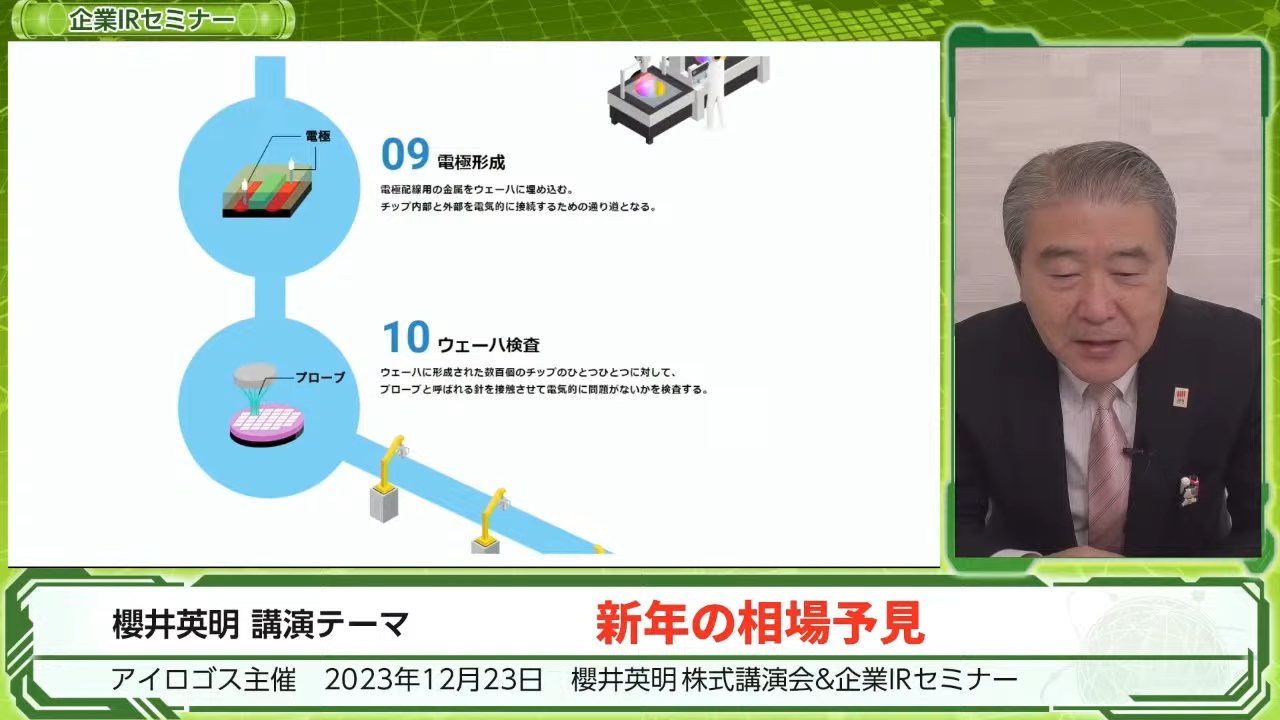 企業IRセミナー
電極
09 電極形成
電極配線用の金属をウェーハに埋め込む。
チップ内部と外部を電気的に接続するための通り道となる。
10 ウェーハ検査
プローブ
ウェーハに形成された数百個のチップのひとつひとつに対して、
プローブと呼ばれる針を接触させて電気的に問題がないかを検査する。
櫻井英明 講演テーマ
新年の相場予見
アイロゴス主催 2023年12月23日 櫻井英明 株式講演会&企業IRセミナー